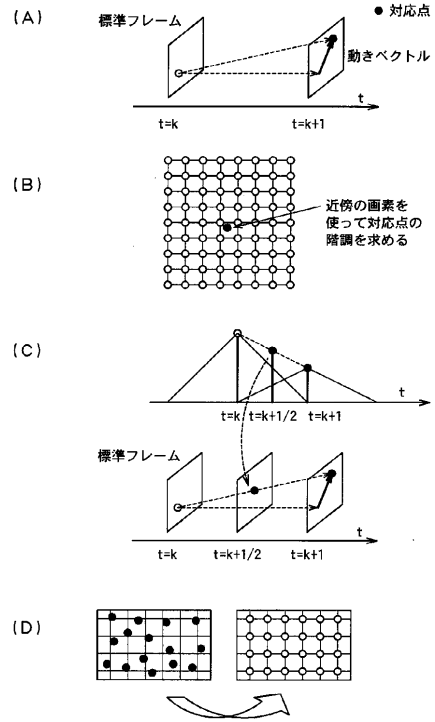 (A)
標準フレーム
● 対応点
動きベクトル
t
t=k
t=k+1
(B)
近傍の画素を
使って対応点の
階調を求める
(C)
t
t=k
t=k+1/2
t=k+1
標準フレーム
t
t=k
t=k+1/2
t=k+1
(D)